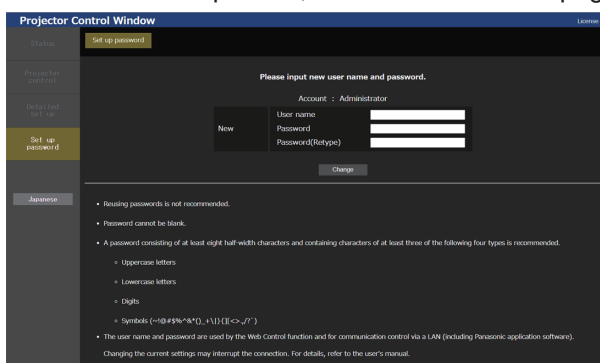 Projector Control Window
License
Status
Set up password
Projector
control
Please input new user name and password.
Detailed
set up
Account : Administrator
User name
New
Password
Password(Retype)
Set up
password
Change
Japanese
• Reusing passwords is not recommended.
• Password cannot be blank.
• A password consisting of at least eight half-width characters and containing characters of at least three of the following four types is recommended.
○ Uppercase letters
○ Lowercase letters
○ Digits
○ Symbols (~!@#$%^&*()_+\|}{][<>.,/?`)
• The user name and password are used by the Web Control function and for communication control via a LAN (including Panasonic application software).
Changing the current settings may interrupt the connection. For details, refer to the user's manual.